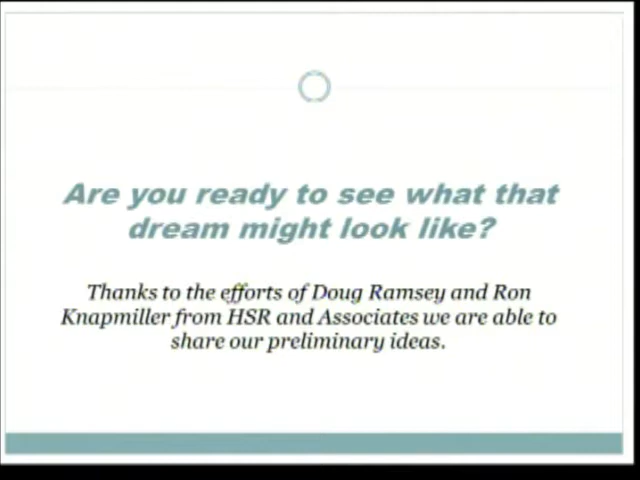 Are you ready to see what that
dream might look like?
Thanks to the efforts of Doug Ramsey and Ron
Knapmiller from HSR and Associates we are able to
share our preliminary ideas.